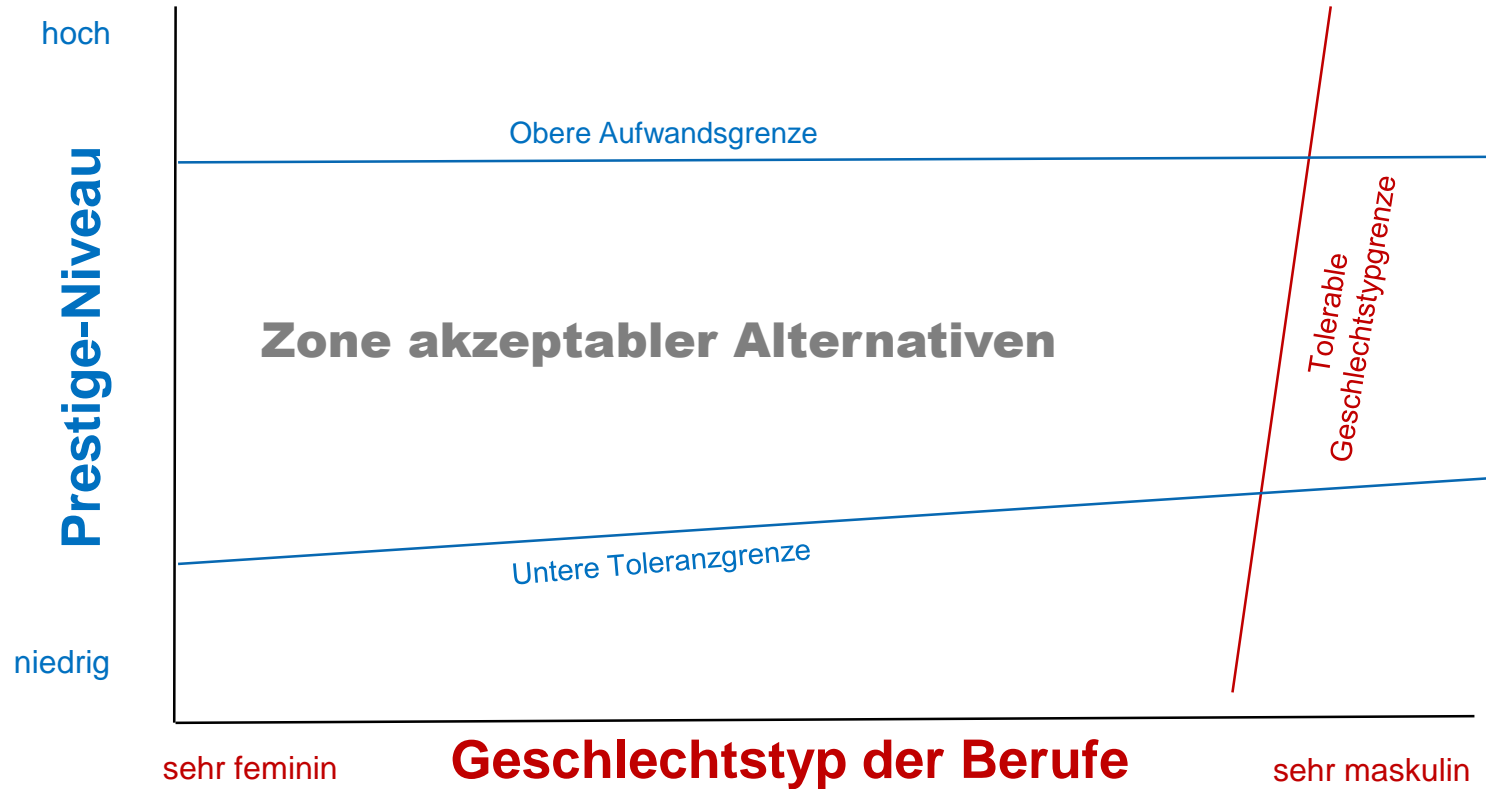 hoch
Obere Aufwandsgrenze
Prestige-Niveau
Tolerable
Geschlechtstypgrenze
Zone akzeptabler Alternativen
Untere Toleranzgrenze
niedrig
sehr feminin
Geschlechtstyp der Berufe
sehr maskulin